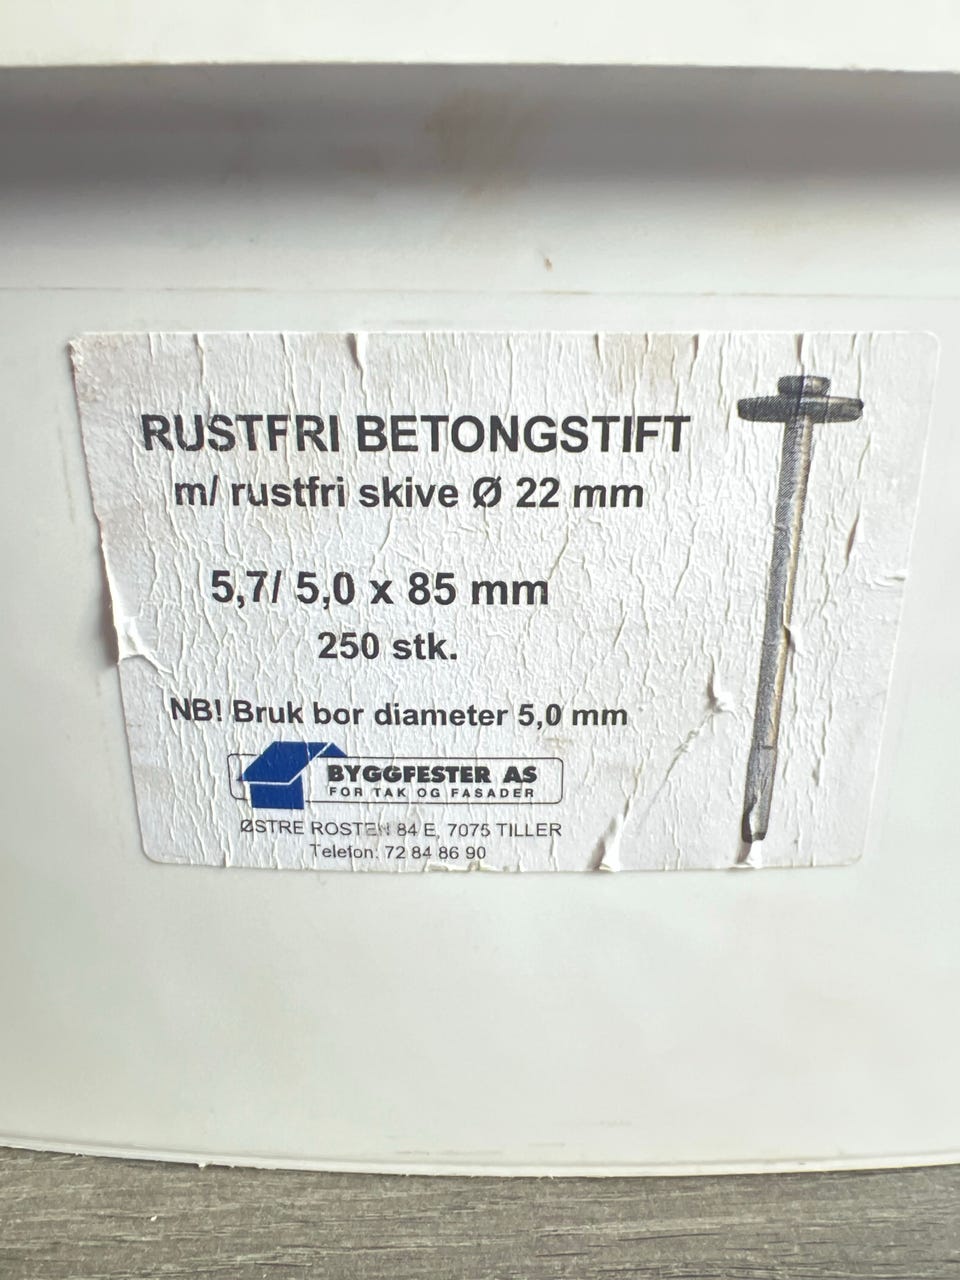 RUSTFRI BETONGSTIFT
m/ rustfri skive Ø 22 mm
5,7/ 5,0 x 85 mm
250 stk.
NB! Bruk bor diameter 5,0 mm
BYGGFESTER AS
FOR TAK OG FASADER
ØSTRE ROSTEN 84 E, 7075 TILLER
Telefon: 72 84 86 90